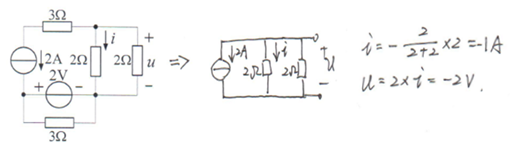 3Ω
i
+
2A 2Ω 2Ω u
2V
+ -
-
3Ω
=>
2A i + u
2Ω 2Ω
-
i = - 2/(2+2) ×2 = -1A
u = 2×i = -2V.